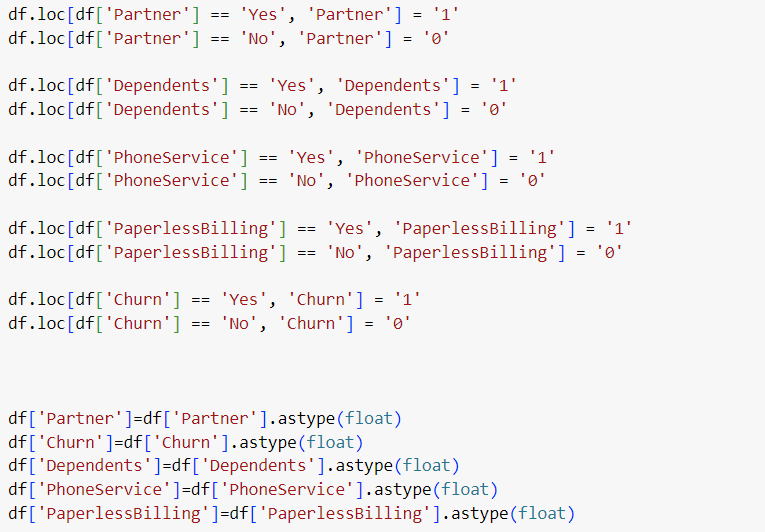 df.loc[df['Partner'] == 'Yes', 'Partner'] = '1'
df.loc[df['Partner'] == 'No', 'Partner'] = '0'
df.loc[df['Dependents'] == 'Yes', 'Dependents'] = '1'
df.loc[df['Dependents'] == 'No', 'Dependents'] = '0'
df.loc[df['PhoneService'] == 'Yes', 'PhoneService'] = '1'
df.loc[df['PhoneService'] == 'No', 'PhoneService'] = '0'
df.loc[df['PaperlessBilling'] == 'Yes', 'PaperlessBilling'] = '1'
df.loc[df['PaperlessBilling'] == 'No', 'PaperlessBilling'] = '0'
df.loc[df['Churn'] == 'Yes', 'Churn'] = '1'
df.loc[df['Churn'] == 'No', 'Churn'] = '0'
df['Partner']=df['Partner'].astype(float)
df['Churn']=df['Churn'].astype(float)
df['Dependents']=df['Dependents'].astype(float)
df['PhoneService']=df['PhoneService'].astype(float)
df['PaperlessBilling']=df['PaperlessBilling'].astype(float)